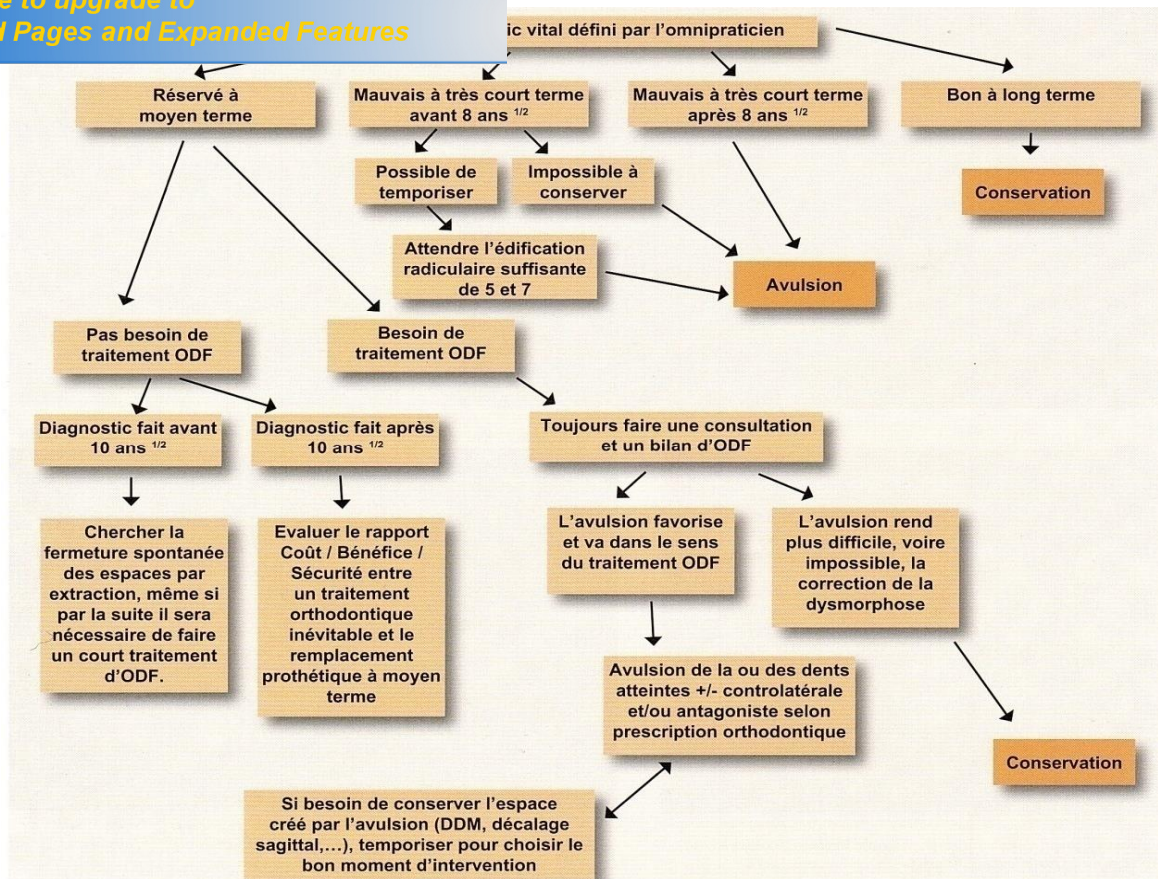 to upgrade to
Pages and Expanded Features
vital défini par l'omnipraticien
Réservé à
moyen terme
Mauvais à très court terme
avant 8 ans 1/2
Mauvais à très court terme
après 8 ans 1/2
Bon à long terme
Possible de
temporiser
Impossible à
conserver
Conservation
Attendre l'édification
radiculaire suffisante
de 5 et 7
Avulsion
Pas besoin de
traitement ODF
Besoin de
traitement ODF
Diagnostic fait avant
10 ans 1/2
Diagnostic fait après
10 ans 1/2
Toujours faire une consultation
et un bilan d'ODF
Chercher la
fermeture spontanée
des espaces par
extraction, même si
par la suite il sera
nécessaire de faire
un court traitement
d'ODF.
Evaluer le rapport
Coût / Bénéfice /
Sécurité entre
un traitement
orthodontique
inévitable et le
remplacement
prothétique à moyen
terme
L'avulsion favorise
et va dans le sens
du traitement ODF
L'avulsion rend
plus difficile, voire
impossible, la
correction de la
dysmorphose
Avulsion de la ou des dents
atteintes +/- controlatérale
et/ou antagoniste selon
prescription orthodontique
Conservation
Si besoin de conserver l'espace
créé par l'avulsion (DDM, décalage
sagittal,...), temporiser pour choisir le
bon moment d'intervention